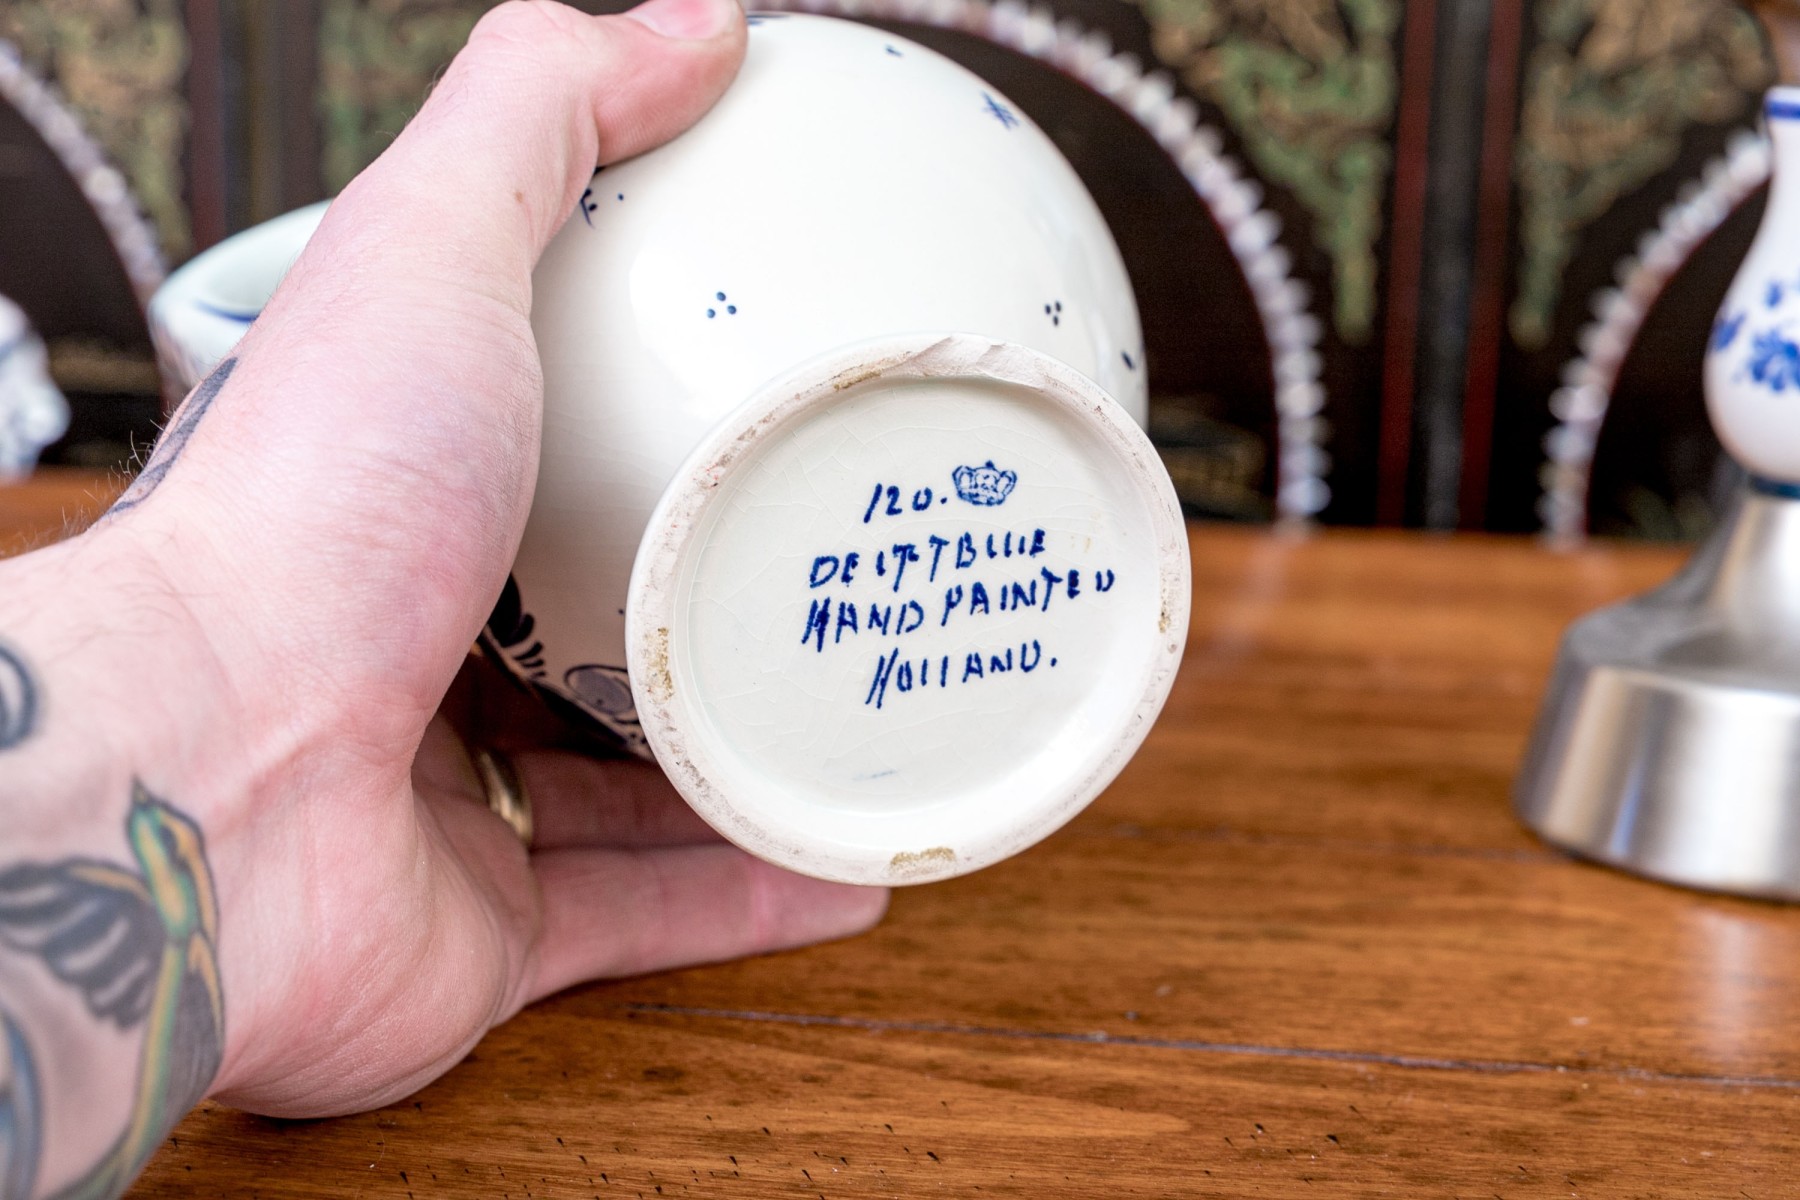 120.
DELFTBLUE
HAND PAINTED
HOLLAND.